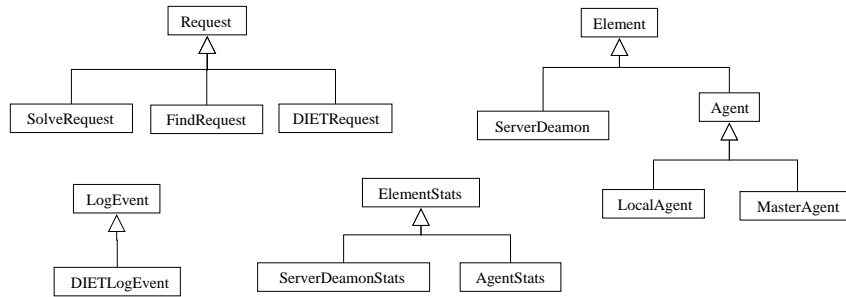 Request
SolveRequest
FindRequest
DIETRequest
Element
ServerDeamon
Agent
LocalAgent
MasterAgent
LogEvent
DIETLogEvent
ElementStats
ServerDeamonStats
AgentStats